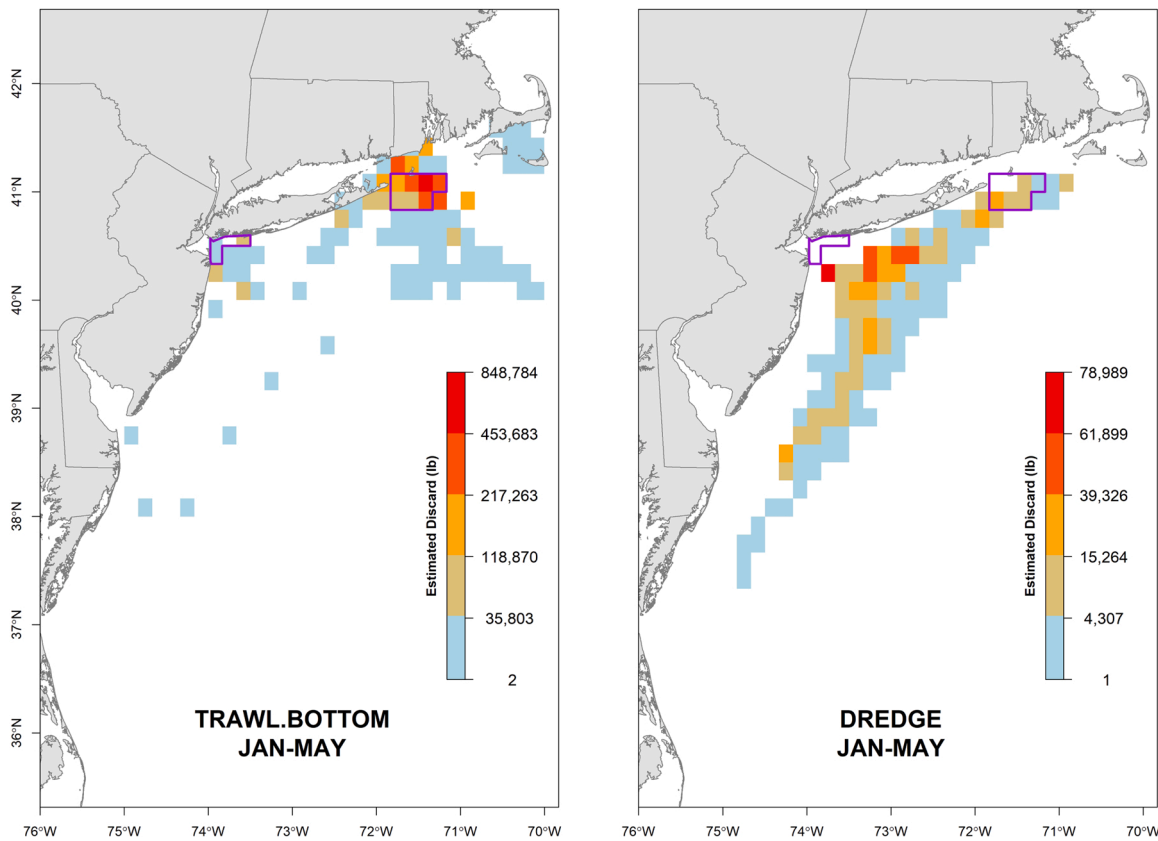 42°N
41°N
40°N
39°N
38°N
37°N
36°N
76°W
75°W
74°W
73°W
72°W
71°W
70°W
Estimated Discard (lb)
848,784
453,683
217,263
118,870
35,803
2
TRAWL.BOTTOM
JAN-MAY
76°W
75°W
74°W
73°W
72°W
71°W
70°W
Estimated Discard (lb)
78,989
61,899
39,326
15,264
4,307
1
DREDGE
JAN-MAY